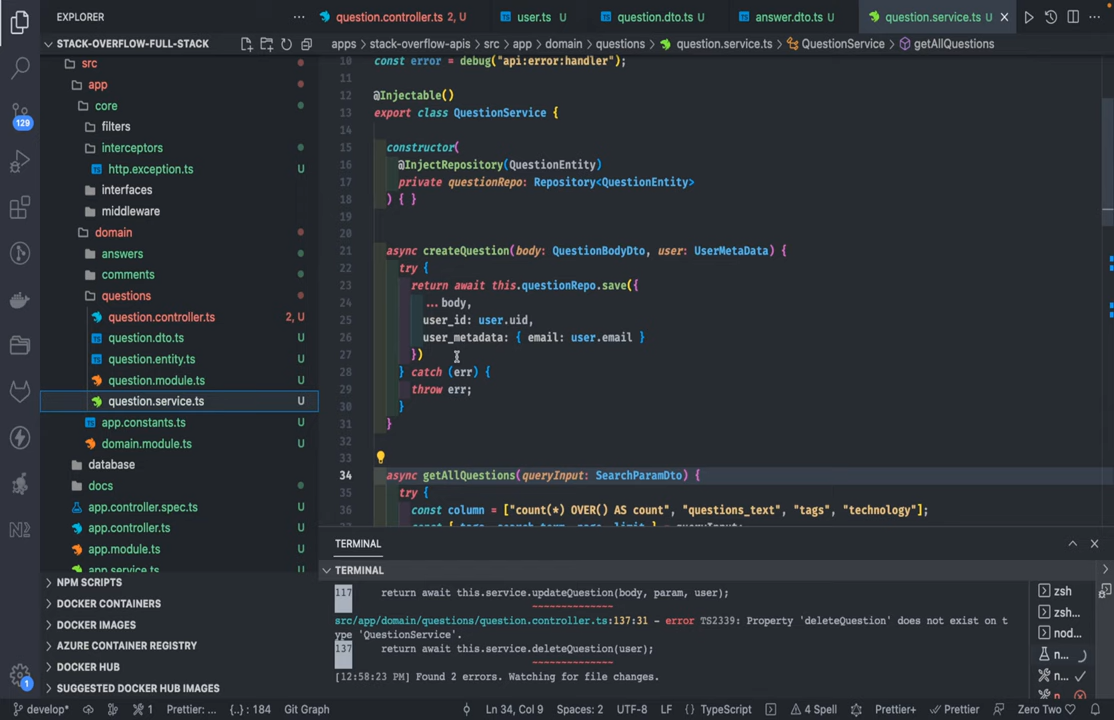 EXPLORER
STACK-OVERFLOW-FULL-STACK
src
app
core
filters
interceptors
http.exception.ts U
interfaces
middleware
domain
answers
comments
questions
question.controller.ts 2, U
question.dto.ts U
question.entity.ts U
question.module.ts U
question.service.ts U
app.constants.ts U
domain.module.ts U
database
docs
app.controller.spec.ts U
app.controller.ts U
app.module.ts U
app.service.ts U
NPM SCRIPTS
DOCKER CONTAINERS
DOCKER IMAGES
AZURE CONTAINER REGISTRY
DOCKER HUB
SUGGESTED DOCKER HUB IMAGES
129
1
question.controller.ts 2, U
user.ts U
question.dto.ts U
answer.dto.ts U
question.service.ts U
apps > stack-overflow-apis > src > app > domain > questions > question.service.ts > QuestionService > getAllQuestions
10 const error = debug("api:error:handler");
11
12 @Injectable()
13 export class QuestionService {
14
15 constructor(
16 @InjectRepository(QuestionEntity)
17 private questionRepo: Repository<QuestionEntity>
18 ) { }
19
20
21 async createQuestion(body: QuestionBodyDto, user: UserMetaData) {
22 try {
23 return await this.questionRepo.save({
24 ...body,
25 user_id: user.uid,
26 user_metadata: { email: user.email }
27 })
28 } catch (err) {
29 throw err;
30 }
31 }
32
33
34 async getAllQuestions(queryInput: SearchParamDto) {
35 try {
36 const column = ["count(*) OVER() AS count", "questions_text", "tags", "technology"];
TERMINAL
TERMINAL
117 return await this.service.updateQuestion(body, param, user);
src/app/domain/questions/question.controller.ts:137:31 - error TS2339: Property 'deleteQuestion' does not exist on t
ype 'QuestionService'.
137 return await this.service.deleteQuestion(user);
[12:58:23 PM] Found 2 errors. Watching for file changes.
zsh
zsh...
node...
n...
n...
n...
develop* 1 Prettier: ... {..} : 184 Git Graph Ln 34, Col 9 Spaces: 2 UTF-8 LF TypeScript 4 Spell Prettier+ Prettier Zero Two